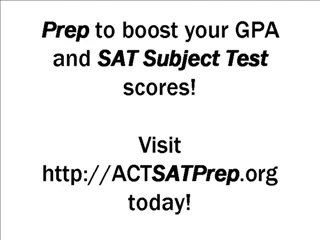 Prep to boost your GPA
and SAT Subject Test
scores!
Visit
http://ACTSATPrep.org
today!